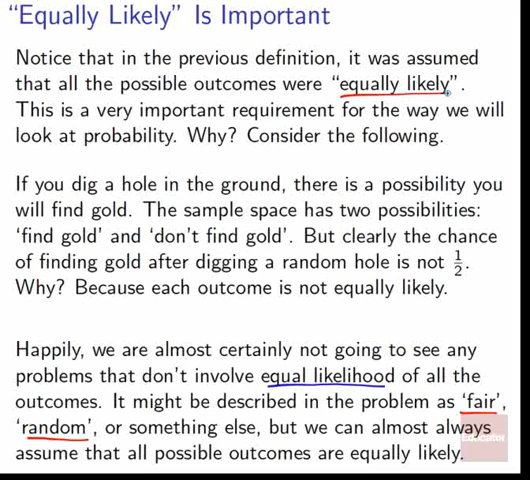 “Equally Likely” Is Important
Notice that in the previous definition, it was assumed
that all the possible outcomes were “equally likely”.
This is a very important requirement for the way we will
look at probability. Why? Consider the following.
If you dig a hole in the ground, there is a possibility you
will find gold. The sample space has two possibilities:
‘find gold’ and ‘don’t find gold’. But clearly the chance
of finding gold after digging a random hole is not 1/2.
Why? Because each outcome is not equally likely.
Happily, we are almost certainly not going to see any
problems that don’t involve equal likelihood of all the
outcomes. It might be described in the problem as ‘fair’,
‘random’, or something else, but we can almost always
Educator
assume that all possible outcomes are equally likely.